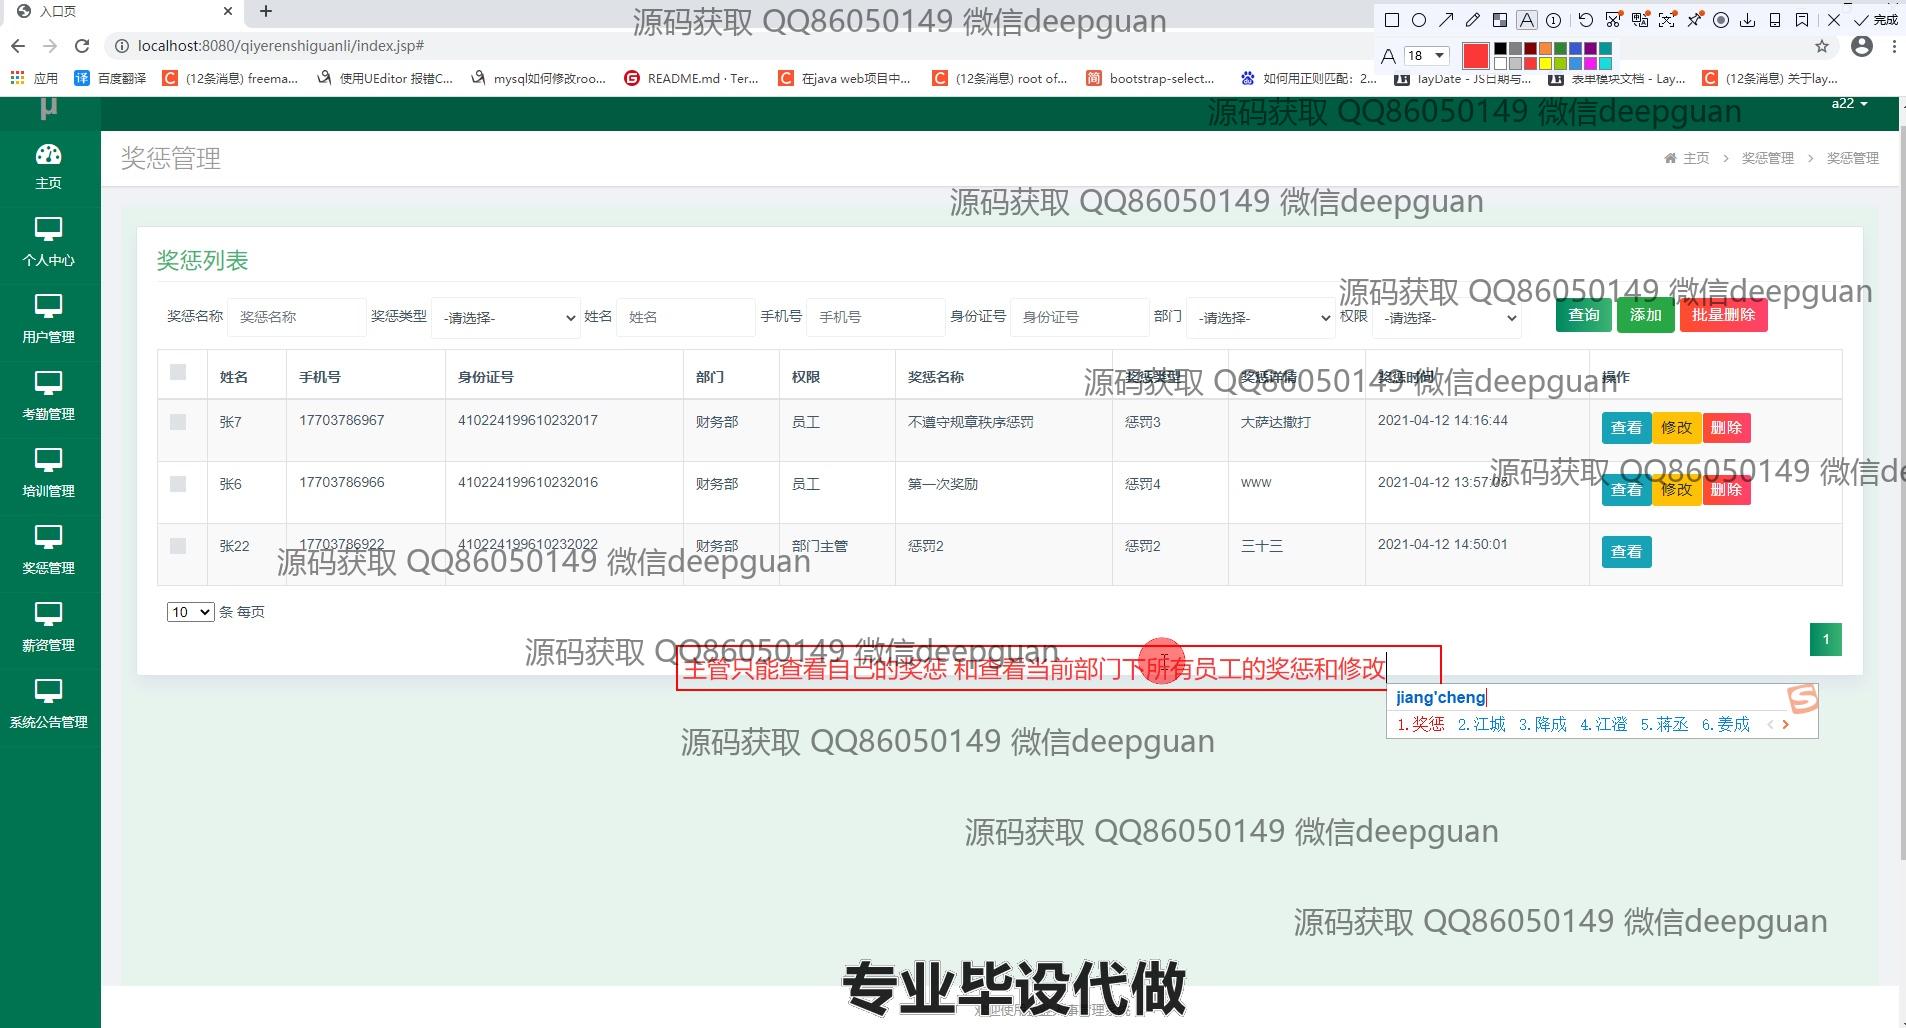 入口页
源码获取 QQ86050149 微信deepguan
完成
localhost:8080/qiyerenshiguanli/index.jsp#
A 18
应用 百度翻译 (12条消息) freema... 使用UEditor 报错C... mysql如何修改roo... README.md · Ter... 在java web项目中... (12条消息) root of... bootstrap-select... 如何用正则匹配：2... layDate - JS日期与... 表单模块文档 - Lay... (12条消息) 关于lay...
μ
源码获取 QQ86050149 微信deepguan
a22
奖惩管理
主页 > 奖惩管理 > 奖惩管理
主页
源码获取 QQ86050149 微信deepguan
个人中心
奖惩列表
源码获取 QQ86050149 微信deepguan
奖惩名称 奖惩名称 奖惩类型 -请选择- 姓名 姓名 手机号 手机号 身份证号 身份证号 部门 -请选择- 权限 -请选择- 查询 添加 批量删除
用户管理
姓名 手机号 身份证号 部门 权限 奖惩名称 奖惩类型 奖惩详情 奖惩时间 操作
源码获取 QQ86050149 微信deepguan
考勤管理
张7 17703786967 410224199610232017 财务部 员工 不遵守规章秩序惩罚 惩罚3 大萨达撒打 2021-04-12 14:16:44 查看 修改 删除
源码获取 QQ86050149 微信de
培训管理
张6 17703786966 410224199610232016 财务部 员工 第一次奖励 惩罚4 www 2021-04-12 13:57:05 查看 修改 删除
张22 17703786922 410224199610232022 财务部 部门主管 惩罚2 惩罚2 三十三 2021-04-12 14:50:01 查看
源码获取 QQ86050149 微信deepguan
奖惩管理
10 条 每页
薪资管理
1
源码获取 QQ86050149 微信deepguan
主管只能查看自己的奖惩 和查看当前部门下所有员工的奖惩和修改
jiang'cheng
1.奖惩 2.江城 3.降成 4.江澄 5.蒋丞 6.姜成
系统公告管理
源码获取 QQ86050149 微信deepguan
源码获取 QQ86050149 微信deepguan
源码获取 QQ86050149 微信deepguan
专业毕设代做